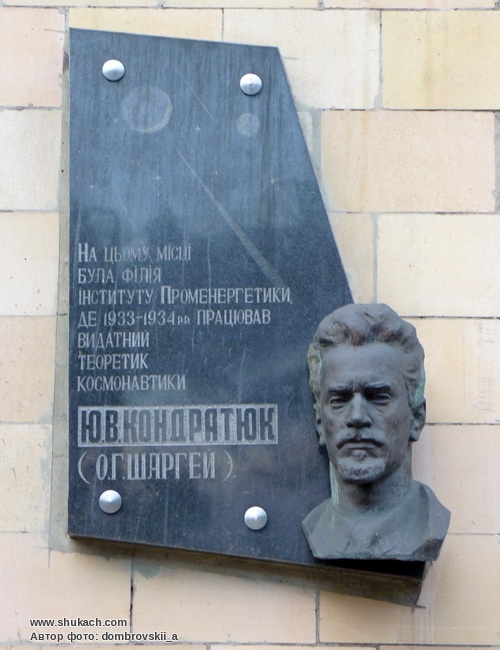 На цьому місці
була філія
інституту Променергетики,
де 1933-1934 р.р. працював
видатний
теоретик
космонавтики
Ю.В.КОНДРАТЮК
(О.Г.ШАРГЕЙ)
www.shukach.com
Автор фото: dombrovskii_a